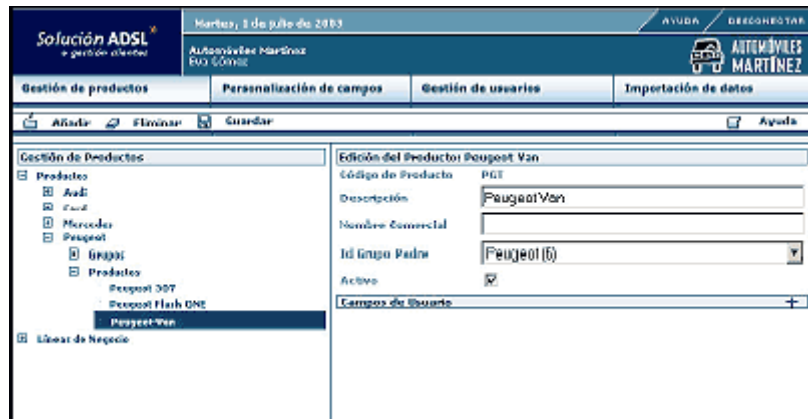 Solución ADSL
+ gestión clientes
Martes, 1 de julio de 2003
AYUDA
DESCONECTAR
Automóviles Martínez
Eva Gómez
AUTOMÓVILES
MARTÍNEZ
Gestión de productos
Personalización de campos
Gestión de usuarios
Importación de datos
Añadir
Eliminar
Guardar
Ayuda
Gestión de Productos
Productos
Audi
Ford
Mercedes
Peugeot
Grupos
Productos
Peugeot 307
Peugeot Flash ONE
Peugeot Van
Líneas de Negocio
Edición del Producto: Peugeot Van
Código de Producto PGT
Descripción Peugeot Van
Nombre Comercial
Id Grupo Padre Peugeot (6)
Activo
Campos de Usuario +